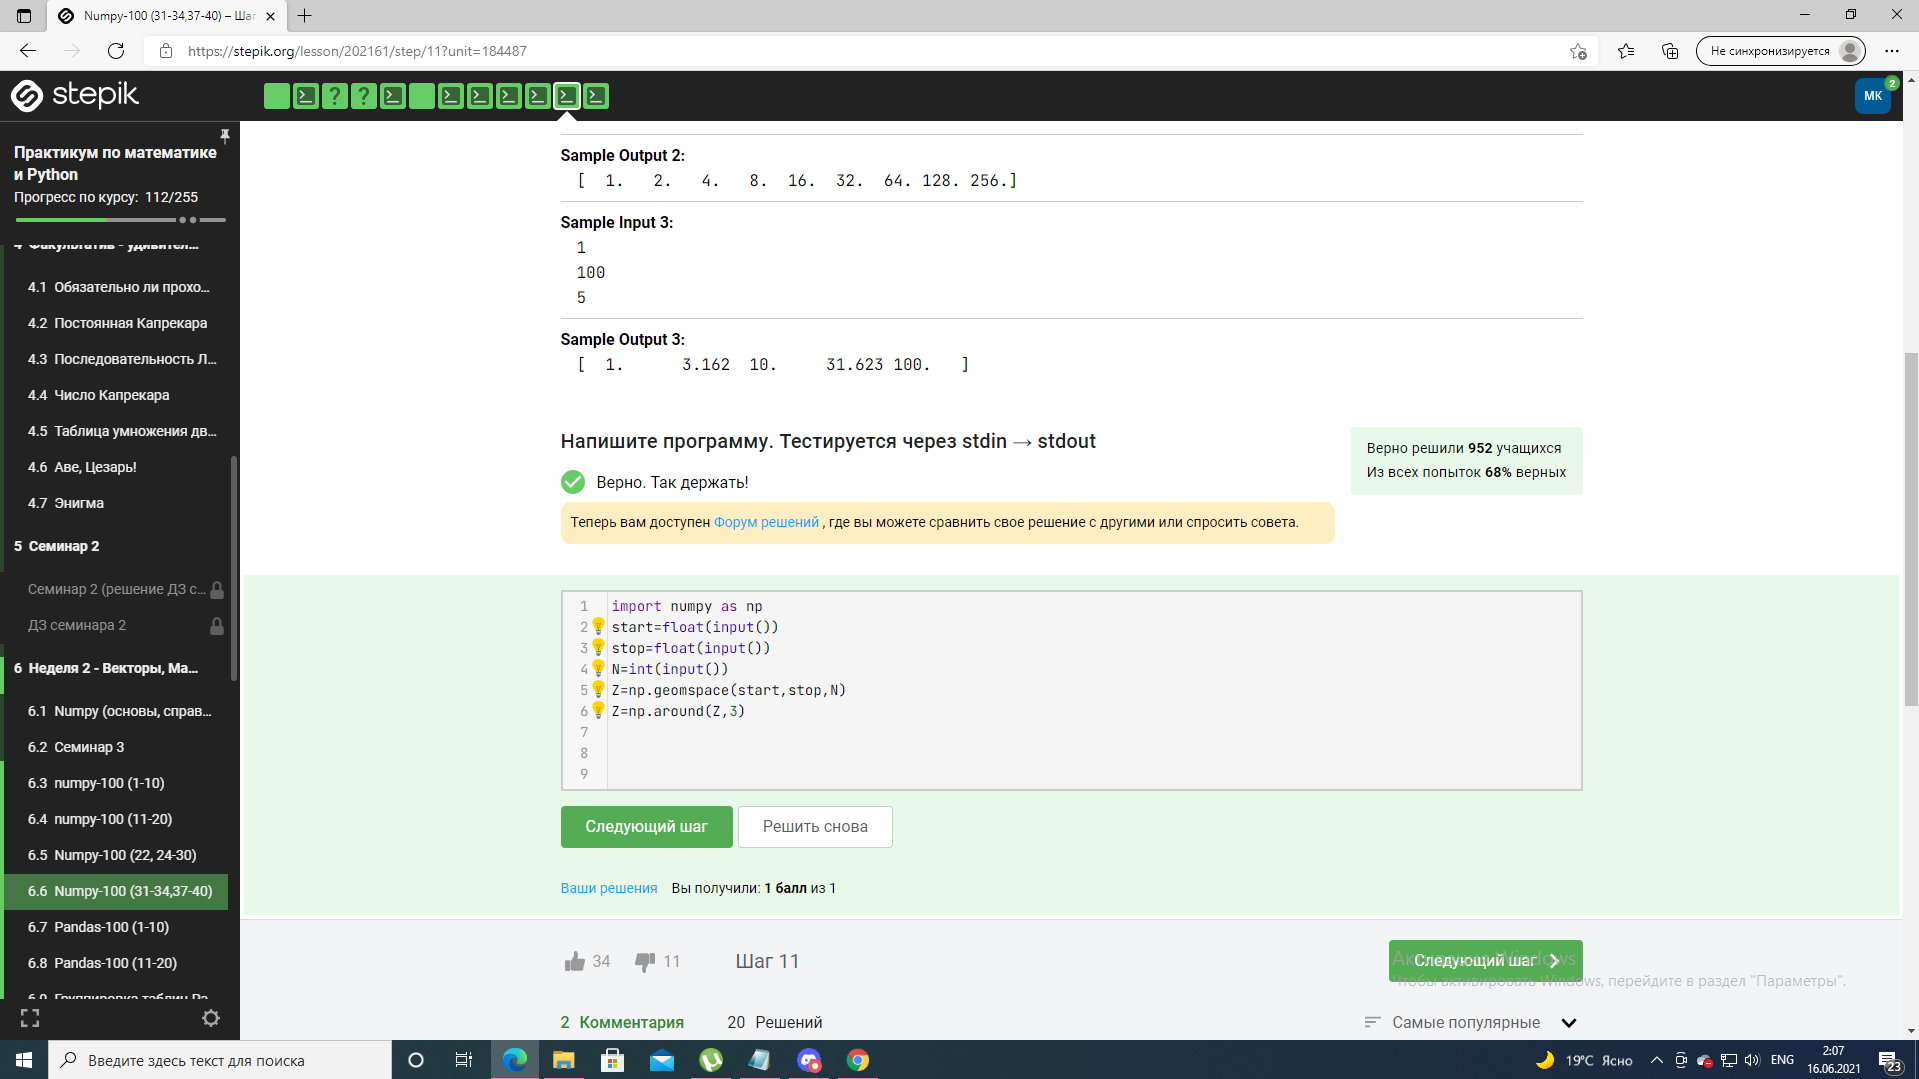 Numpy-100 (31-34,37-40) – Шаг
https://stepik.org/lesson/202161/step/11?unit=184487
Не синхронизируется
stepik
МК
2
Практикум по математике
и Python
Прогресс по курсу: 112/255
4 Факультатив - удивител...
4.1 Обязательно ли прохо...
4.2 Постоянная Капрекара
4.3 Последовательность Л...
4.4 Число Капрекара
4.5 Таблица умножения дв...
4.6 Аве, Цезарь!
4.7 Энигма
5 Семинар 2
Семинар 2 (решение ДЗ с...
ДЗ семинара 2
6 Неделя 2 - Векторы, Ма...
6.1 Numpy (основы, справ...
6.2 Семинар 3
6.3 numpy-100 (1-10)
6.4 numpy-100 (11-20)
6.5 Numpy-100 (22, 24-30)
6.6 Numpy-100 (31-34,37-40)
6.7 Pandas-100 (1-10)
6.8 Pandas-100 (11-20)
6.9 Группировка таблиц Pa...
Sample Output 2:
[  1.   2.   4.   8.  16.  32.  64. 128. 256.]
Sample Input 3:
1
100
5
Sample Output 3:
[  1.      3.162  10.     31.623 100.   ]
Напишите программу. Тестируется через stdin → stdout
Верно решили 952 учащихся
Из всех попыток 68% верных
Верно. Так держать!
Теперь вам доступен Форум решений , где вы можете сравнить свое решение с другими или спросить совета.
1 import numpy as np
2 start=float(input())
3 stop=float(input())
4 N=int(input())
5 Z=np.geomspace(start,stop,N)
6 Z=np.around(Z,3)
7
8
9
Следующий шаг
Решить снова
Ваши решения Вы получили: 1 балл из 1
34
11
Шаг 11
Следующий шаг
Активация Windows
Чтобы активировать Windows, перейдите в раздел "Параметры".
2 Комментария
20 Решений
Самые популярные
Введите здесь текст для поиска
19°C Ясно
ENG
2:07
16.06.2021
23